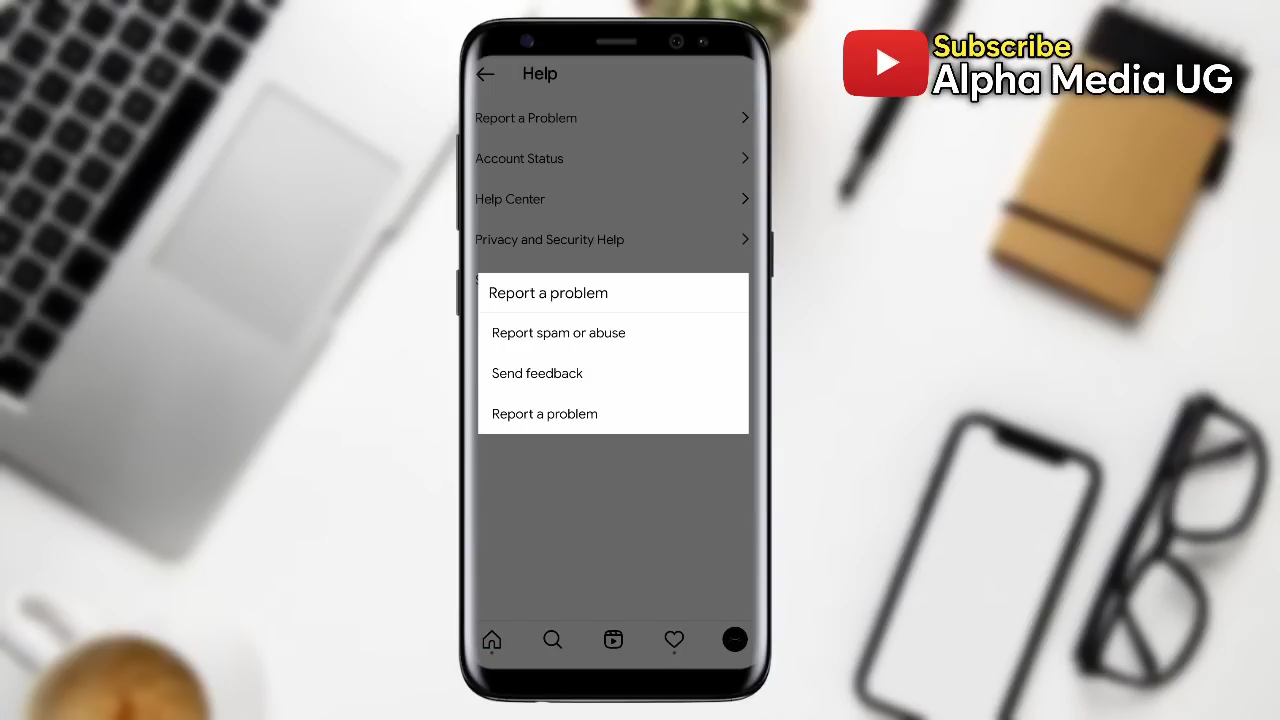 Subscribe
Alpha Media UG
Help
Report a Problem
Account Status
Help Center
Privacy and Security Help
Report a problem
Report spam or abuse
Send feedback
Report a problem